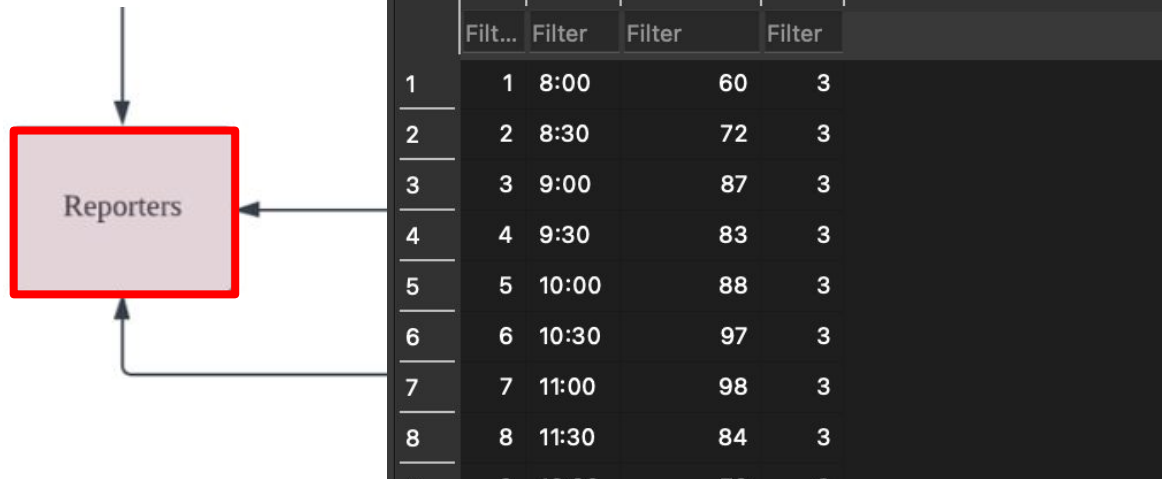 Reporters
Filt... Filter Filter Filter
1 1 8:00 60 3
2 2 8:30 72 3
3 3 9:00 87 3
4 4 9:30 83 3
5 5 10:00 88 3
6 6 10:30 97 3
7 7 11:00 98 3
8 8 11:30 84 3